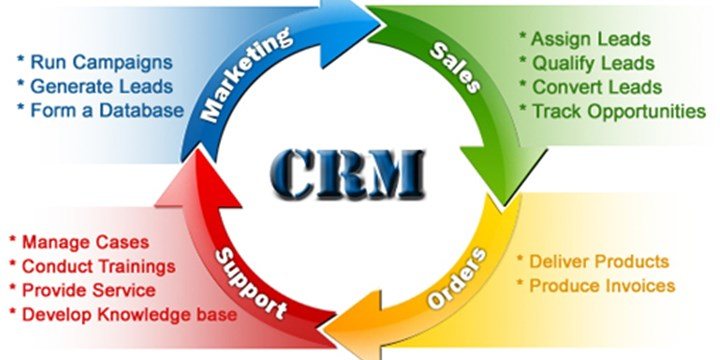 Marketing
* Run Campaigns
* Generate Leads
* Form a Database
Sales
* Assign Leads
* Qualify Leads
* Convert Leads
* Track Opportunities
CRM
Support
* Manage Cases
* Conduct Trainings
* Provide Service
* Develop Knowledge base
Orders
* Deliver Products
* Produce Invoices